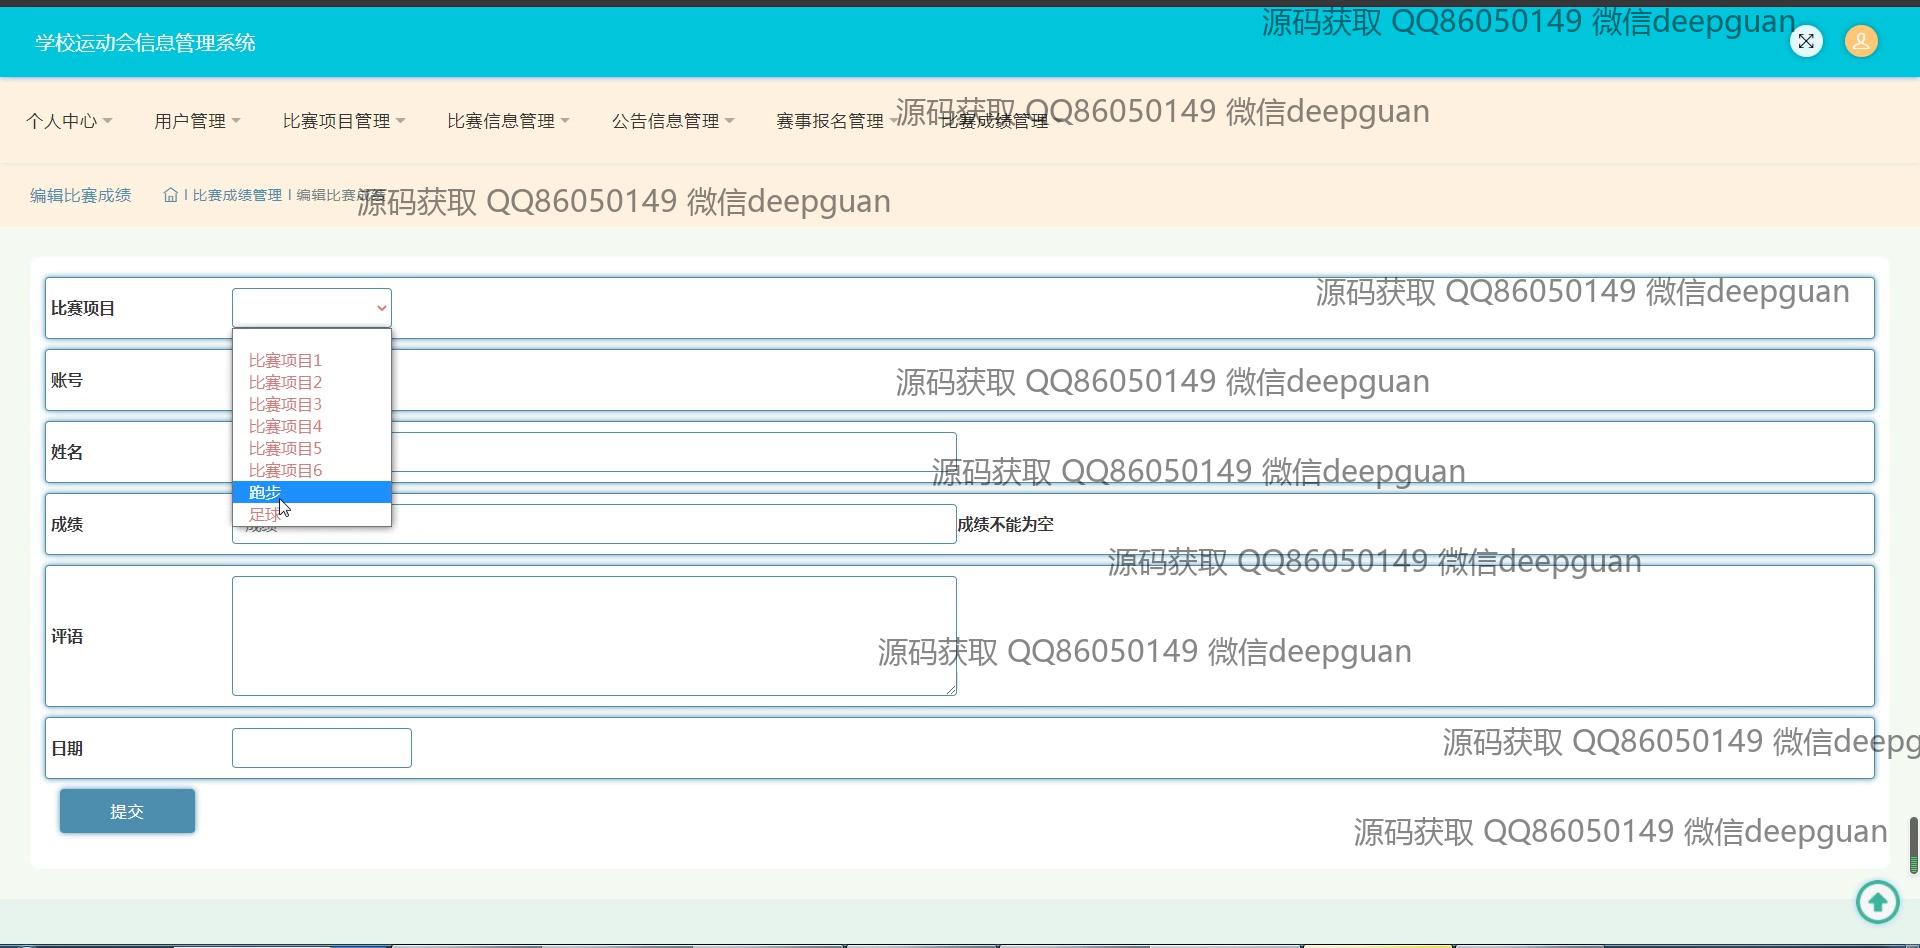 源码获取 QQ86050149 微信deepguan
学校运动会信息管理系统
个人中心 用户管理 比赛项目管理 比赛信息管理 公告信息管理 赛事报名管理 比赛成绩管理
源码获取 QQ86050149 微信deepguan
编辑比赛成绩 比赛成绩管理 编辑比赛成绩
源码获取 QQ86050149 微信deepguan
源码获取 QQ86050149 微信deepguan
比赛项目
比赛项目1
账号
源码获取 QQ86050149 微信deepguan
比赛项目2
比赛项目3
比赛项目4
姓名
比赛项目5
比赛项目6
源码获取 QQ86050149 微信deepguan
跑步
足球
成绩 成绩 成绩不能为空
源码获取 QQ86050149 微信deepguan
评语
源码获取 QQ86050149 微信deepguan
日期
源码获取 QQ86050149 微信deepg
提交
源码获取 QQ86050149 微信deepguan